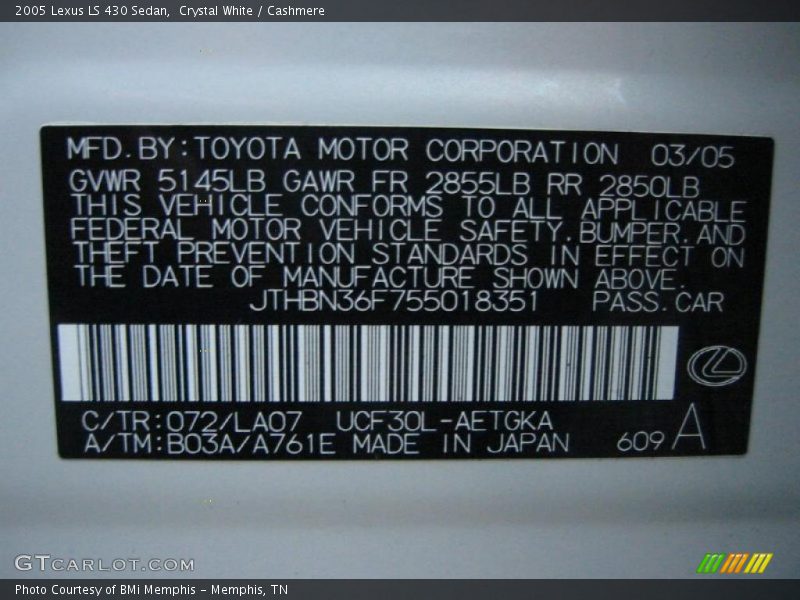 2005 Lexus LS 430 Sedan,  Crystal White / Cashmere
MFD.BY:TOYOTA MOTOR CORPORATION 03/05
GVWR 5145LB GAWR FR 2855LB RR 2850LB
THIS VEHICLE CONFORMS TO ALL APPLICABLE
FEDERAL MOTOR VEHICLE SAFETY,BUMPER,AND
THEFT PREVENTION STANDARDS IN EFFECT ON
THE DATE OF MANUFACTURE SHOWN ABOVE.
JTHBN36F755018351 PASS.CAR
C/TR:072/LA07 UCF30L-AETGKA
A/TM:B03A/A761E MADE IN JAPAN 609 A
GTCARLOT.COM
Photo Courtesy of BMi Memphis - Memphis, TN